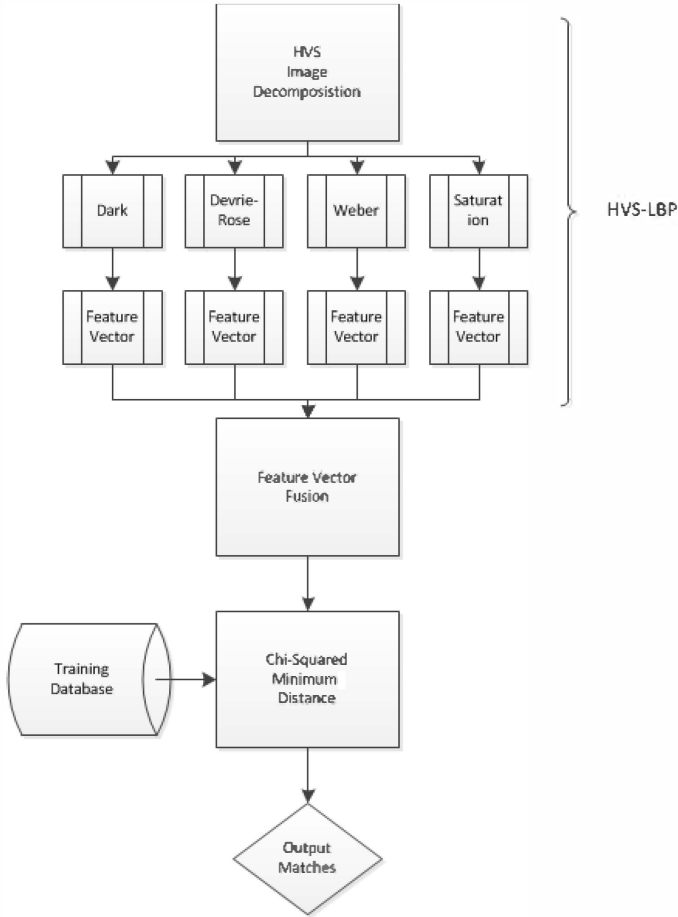 HVS
Image
Decomposistion
Dark
Devrie-
Rose
Weber
Saturat
ion
HVS-LBP
Feature
Vector
Feature
Vector
Feature
Vector
Feature
Vector
Feature Vector
Fusion
Training
Database
Chi-Squared
Minimum
Distance
Output
Matches